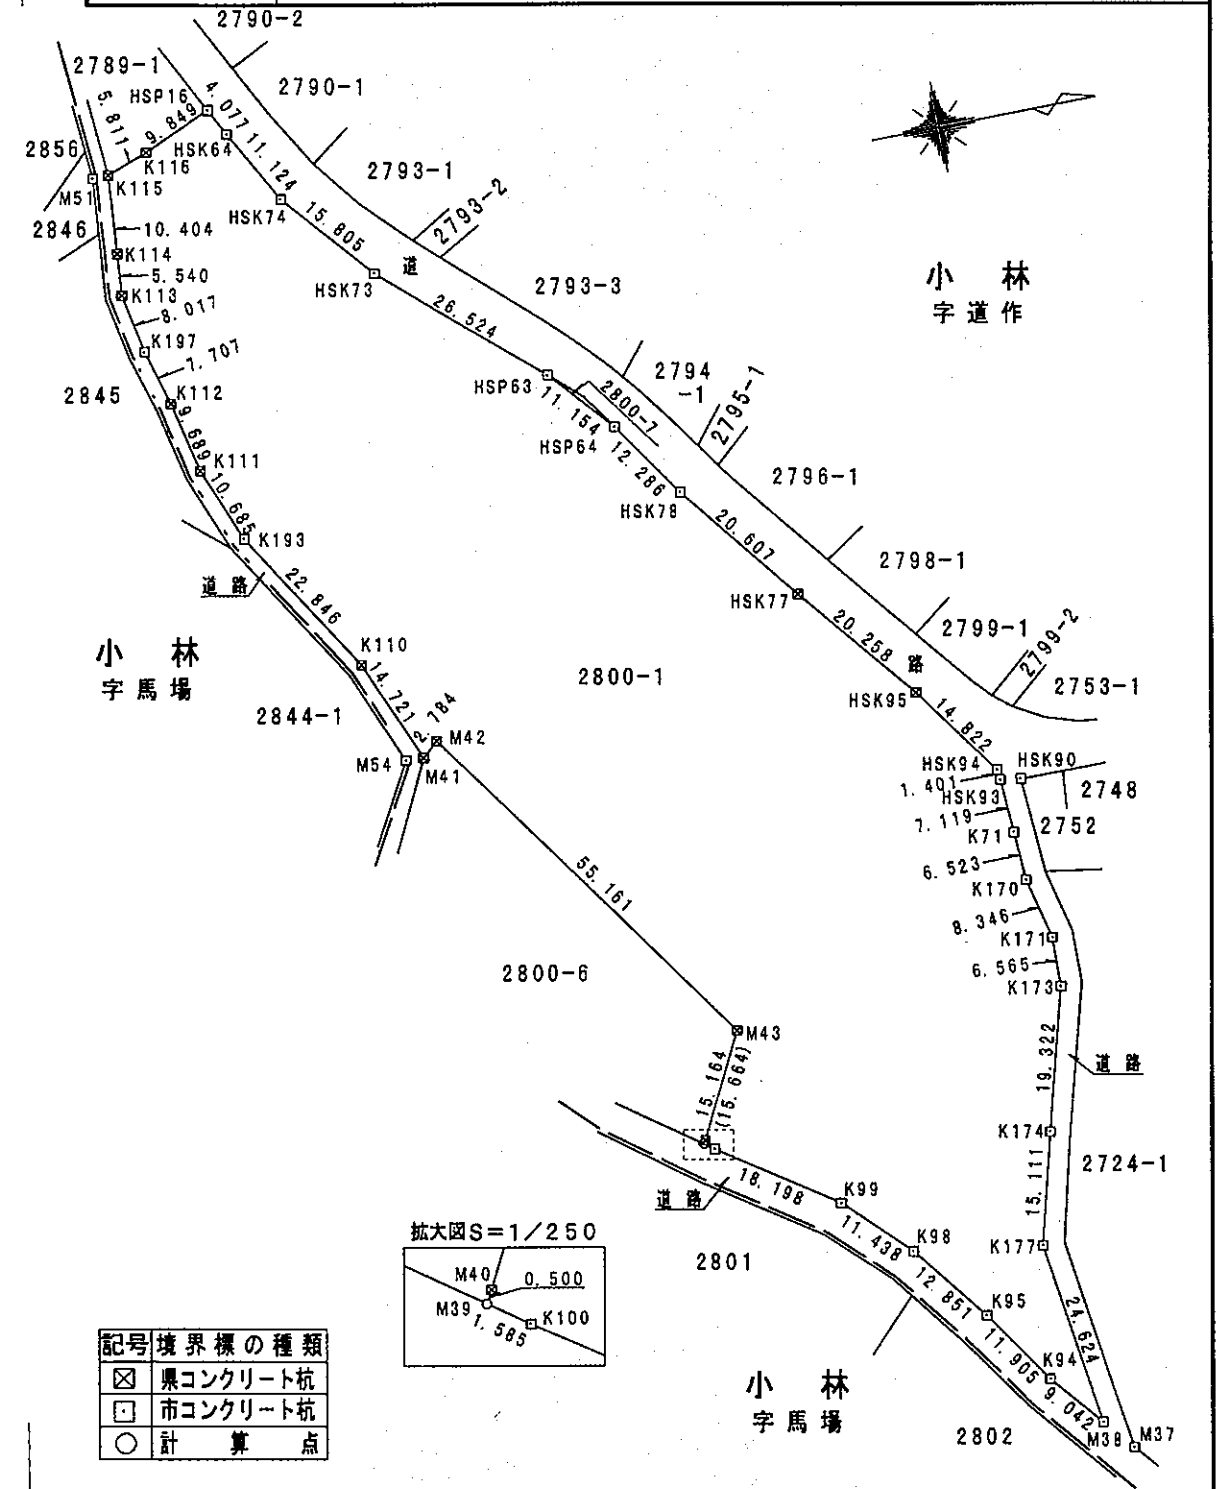 2790-2
2789-1
HSP16
2790-1
4.077
5.811
9.849
11.124
HSK64
2856
K116
K115
2793-1
M51
2793-2
HSK74
2846
10.404
15.805
K114
道
5.540
2793-3
小林
字道作
HSK73
K113
8.017
26.524
K197
7.707
2794
-1
2795-1
HSP63
2800-7
2845
K112
11.154
9.689
HSP64
12.286
K111
2796-1
10.685
HSK78
20.607
K193
2798-1
22.846
道路
HSK77
20.258
2799-1
2799-2
小林
字馬場
K110
路
2800-1
2753-1
14.721
HSK95
2844-1
2.784
14.822
M42
M54
M41
HSK94
HSK90
1.401
HSK93
2748
7.119
2752
K71
6.523
55.161
K170
8.346
K171
2800-6
6.565
K173
M43
19.322
15.164
(15.664)
道路
K174
2724-1
15.111
18.198
道路
K99
拡大図S=1/250
11.438
K98
K177
2801
M40
0.500
12.851
M39
K100
1.585
K95
24.624
11.905
K94
9.042
小林
字馬場
M38
M37
2802
記号 境界標の種類
県コンクリート杭
市コンクリート杭
計算点